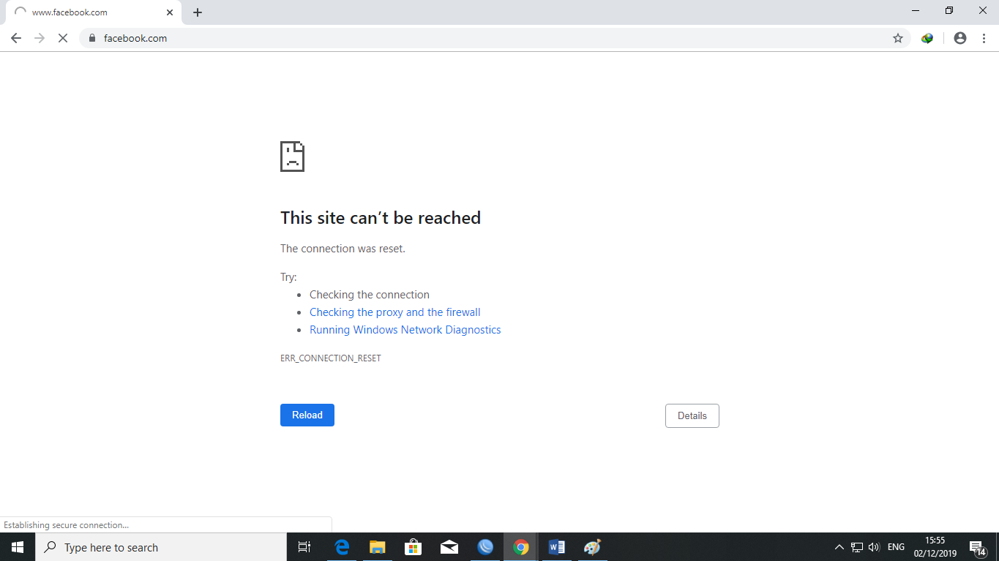 www.facebook.com
facebook.com
This site can't be reached
The connection was reset.
Try:
Checking the connection
Checking the proxy and the firewall
Running Windows Network Diagnostics
ERR_CONNECTION_RESET
Reload
Details
Establishing secure connection...
Type here to search
ENG
15:55
02/12/2019
14